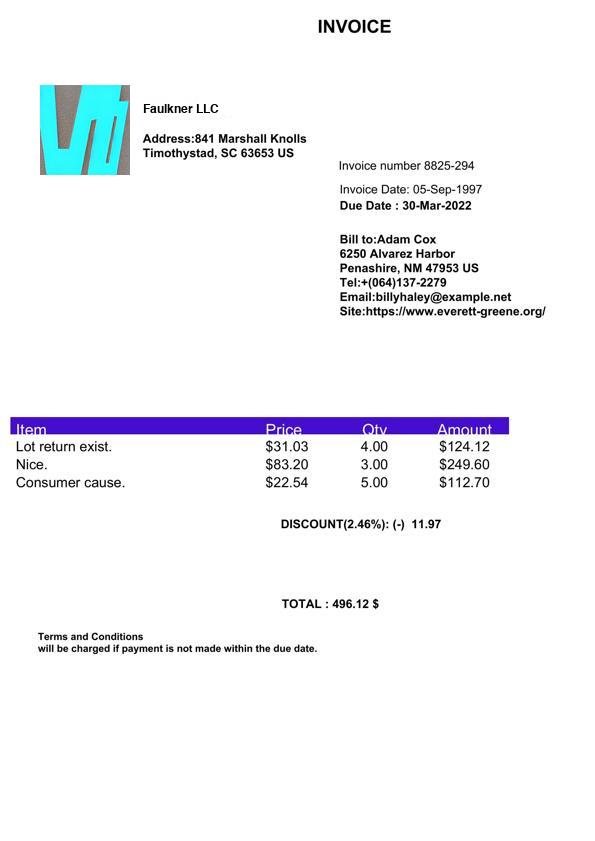 INVOICE
Faulkner LLC
Address:841 Marshall Knolls
Timothystad, SC 63653 US
Invoice number 8825-294
Invoice Date: 05-Sep-1997
Due Date : 30-Mar-2022
Bill to:Adam Cox
6250 Alvarez Harbor
Penashire, NM 47953 US
Tel:+(064)137-2279
Email:billyhaley@example.net
Site:https://www.everett-greene.org/
Item Price Qty Amount
Lot return exist. $31.03 4.00 $124.12
Nice. $83.20 3.00 $249.60
Consumer cause. $22.54 5.00 $112.70
DISCOUNT(2.46%): (-) 11.97
TOTAL : 496.12 $
Terms and Conditions
will be charged if payment is not made within the due date.